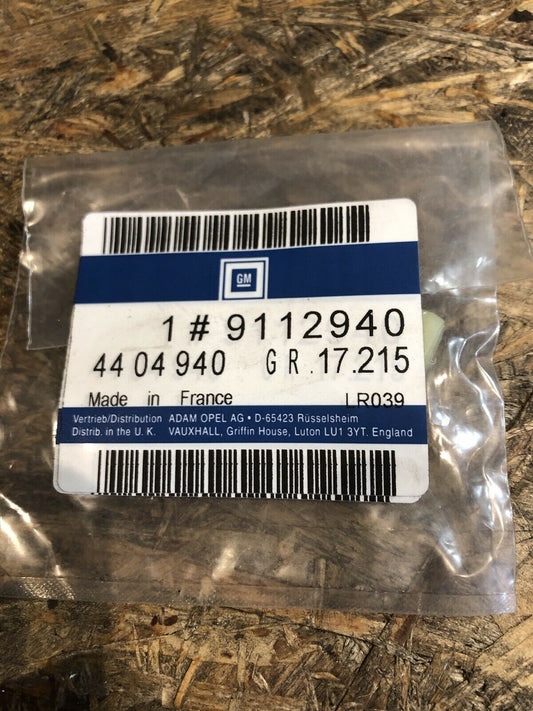 GM
1 # 9112940
44 04 940 GR. 17.215
Made in France LR039
Vertrieb/Distribution ADAM OPEL AG • D-65423 Rüsselsheim
Distrib. in the U. K. VAUXHALL, Griffin House, Luton LU1 3YT. England